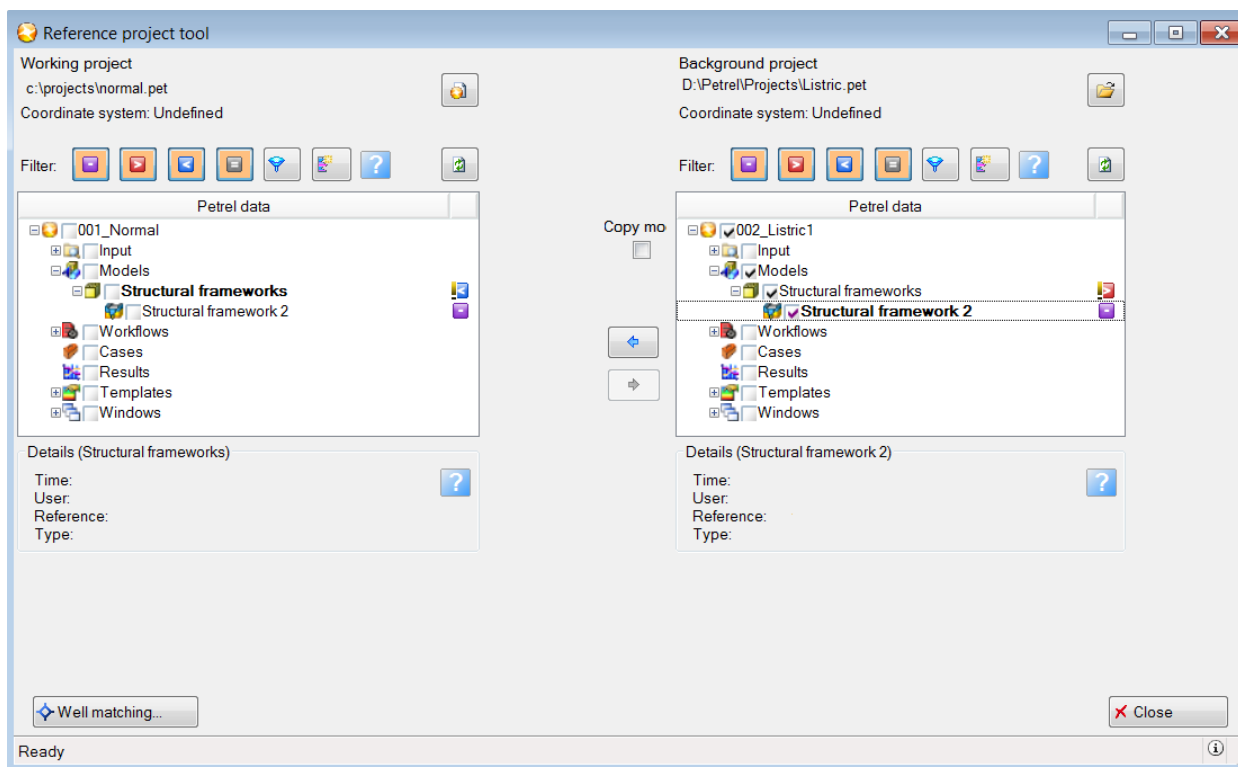 Reference project tool
Working project
c:\projects\normal.pet
Coordinate system: Undefined
Filter:
Petrel data
001_Normal
Input
Models
Structural frameworks
Structural framework 2
Workflows
Cases
Results
Templates
Windows
Details (Structural frameworks)
Time:
User:
Reference:
Type:
Copy mo
Background project
D:\Petrel\Projects\Listric.pet
Coordinate system: Undefined
Filter:
Petrel data
002_Listric1
Input
Models
Structural frameworks
Structural framework 2
Workflows
Cases
Results
Templates
Windows
Details (Structural framework 2)
Time:
User:
Reference:
Type:
Well matching...
Close
Ready